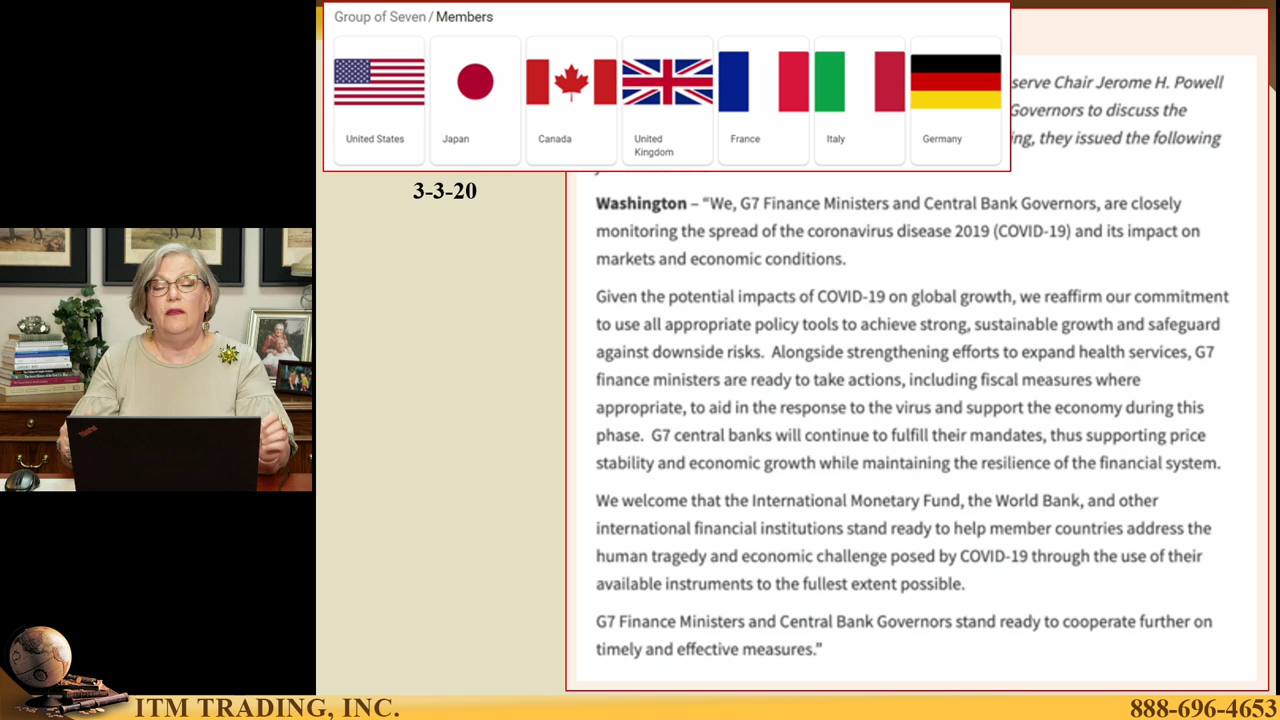 Group of Seven / Members
United States
Japan
Canada
United
Kingdom
France
Italy
Germany
serve Chair Jerome H. Powell
Governors to discuss the
ing, they issued the following
3-3-20
Washington – “We, G7 Finance Ministers and Central Bank Governors, are closely
monitoring the spread of the coronavirus disease 2019 (COVID-19) and its impact on
markets and economic conditions.
Given the potential impacts of COVID-19 on global growth, we reaffirm our commitment
to use all appropriate policy tools to achieve strong, sustainable growth and safeguard
against downside risks.  Alongside strengthening efforts to expand health services, G7
finance ministers are ready to take actions, including fiscal measures where
appropriate, to aid in the response to the virus and support the economy during this
phase.  G7 central banks will continue to fulfill their mandates, thus supporting price
stability and economic growth while maintaining the resilience of the financial system.
We welcome that the International Monetary Fund, the World Bank, and other
international financial institutions stand ready to help member countries address the
human tragedy and economic challenge posed by COVID-19 through the use of their
available instruments to the fullest extent possible.
G7 Finance Ministers and Central Bank Governors stand ready to cooperate further on
timely and effective measures.”
ThinkPad
ITM TRADING, INC.
888-696-4653